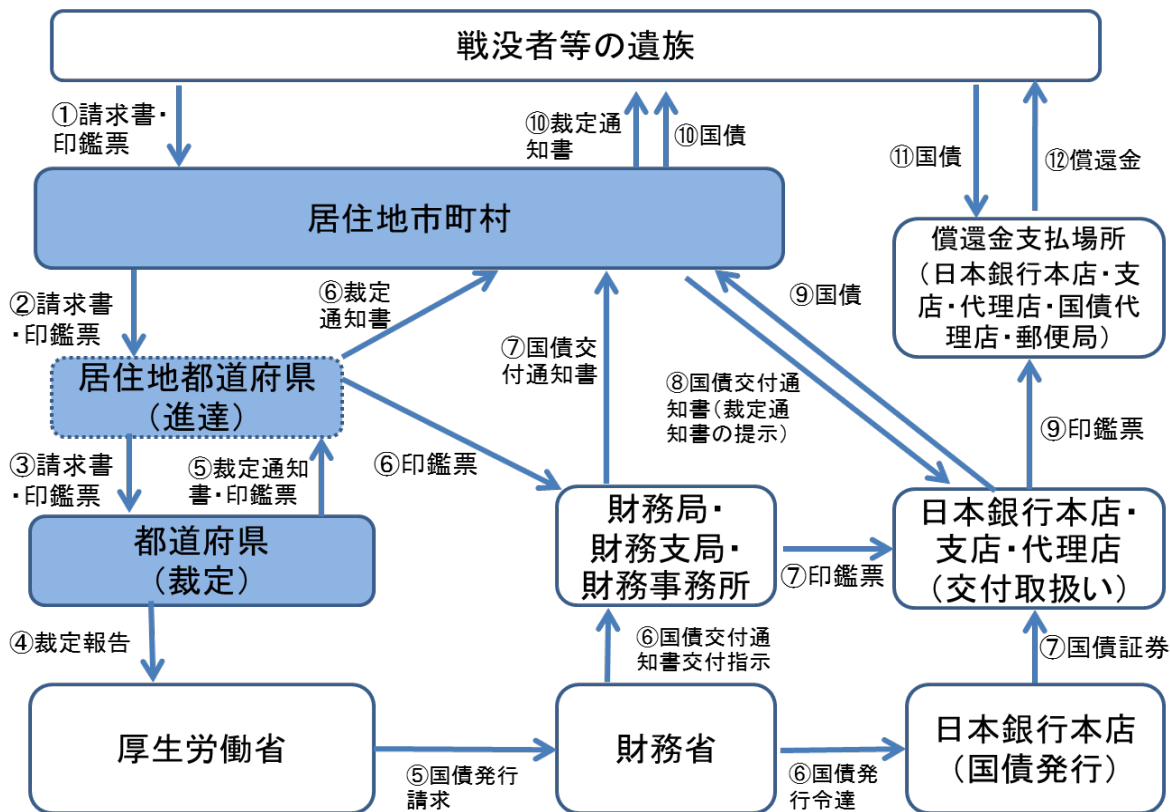 戦没者等の遺族
①請求書・
印鑑票
⑩裁定通
知書
⑩国債
⑪国債
⑫償還金
居住地市町村
償還金支払場所
（日本銀行本店・支
店・代理店・国債代
理店・郵便局）
②請求書
・印鑑票
⑥裁定
通知書
⑦国債交
付通知書
⑨国債
⑧国債交付通
知書（裁定通
知書の提示）
居住地都道府県
（進達）
③請求書
・印鑑票
⑤裁定通知
書・印鑑票
⑥印鑑票
⑨印鑑票
都道府県
（裁定）
財務局・
財務支局・
財務事務所
⑦印鑑票
日本銀行本店・
支店・代理店
（交付取扱い）
④裁定報告
⑥国債交付通
知書交付指示
⑦国債証券
厚生労働省
⑤国債発行
請求
財務省
⑥国債発
行令達
日本銀行本店
（国債発行）